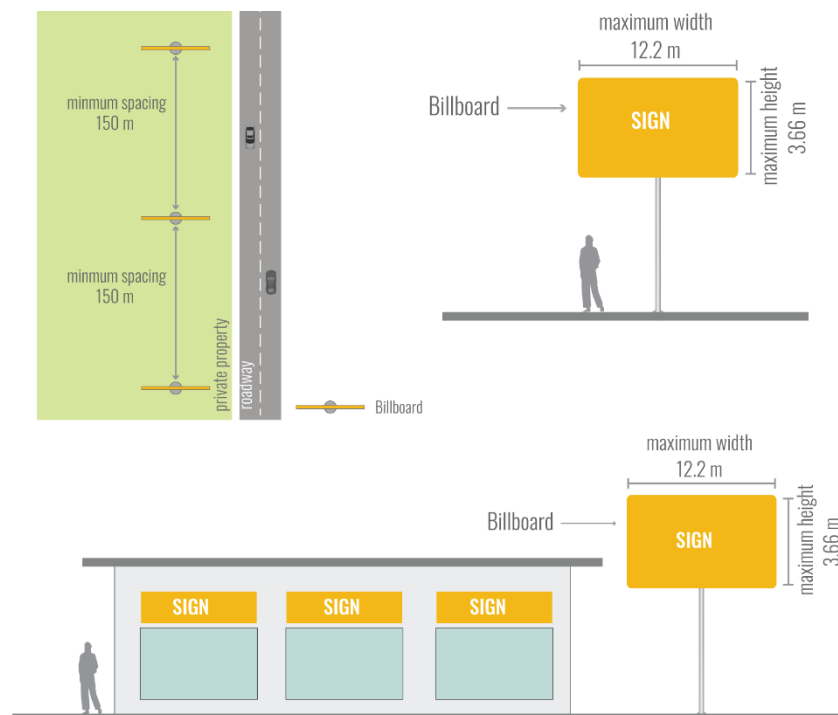 minmum spacing
150 m
minmum spacing
150 m
private property
roadway
Billboard
maximum width
12.2 m
Billboard
SIGN
maximum height
3.66 m
maximum width
12.2 m
Billboard
SIGN
maximum height
3.66 m
SIGN
SIGN
SIGN